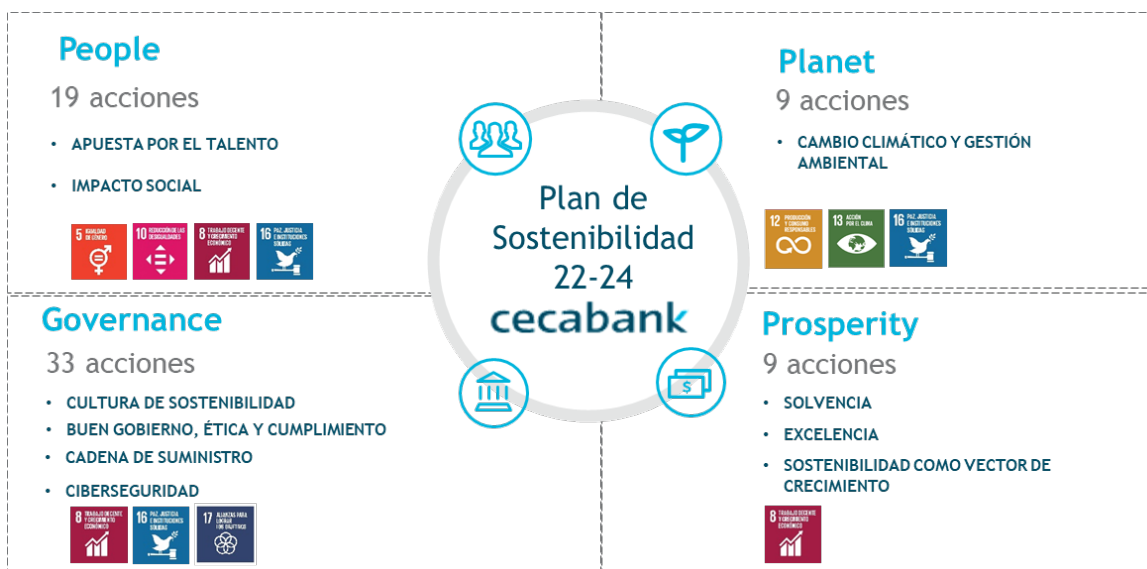 People
19 acciones
• APUESTA POR EL TALENTO
• IMPACTO SOCIAL
5 IGUALDAD
DE GÉNERO
10 REDUCCIÓN DE LAS
DESIGUALDADES
8 TRABAJO DECENTE
Y CRECIMIENTO
ECONÓMICO
16 PAZ, JUSTICIA
E INSTITUCIONES
SÓLIDAS
Planet
9 acciones
• CAMBIO CLIMÁTICO Y GESTIÓN
AMBIENTAL
12 PRODUCCIÓN
Y CONSUMO
RESPONSABLES
13 ACCIÓN
POR EL CLIMA
16 PAZ, JUSTICIA
E INSTITUCIONES
SÓLIDAS
Plan de
Sostenibilidad
22-24
cecabank
$
Governance
33 acciones
• CULTURA DE SOSTENIBILIDAD
• BUEN GOBIERNO, ÉTICA Y CUMPLIMIENTO
• CADENA DE SUMINISTRO
• CIBERSEGURIDAD
8 TRABAJO DECENTE
Y CRECIMIENTO
ECONÓMICO
16 PAZ, JUSTICIA
E INSTITUCIONES
SÓLIDAS
17 ALIANZAS PARA
LOGRAR
LOS OBJETIVOS
Prosperity
9 acciones
• SOLVENCIA
• EXCELENCIA
• SOSTENIBILIDAD COMO VECTOR DE
CRECIMIENTO
8 TRABAJO DECENTE
Y CRECIMIENTO
ECONÓMICO